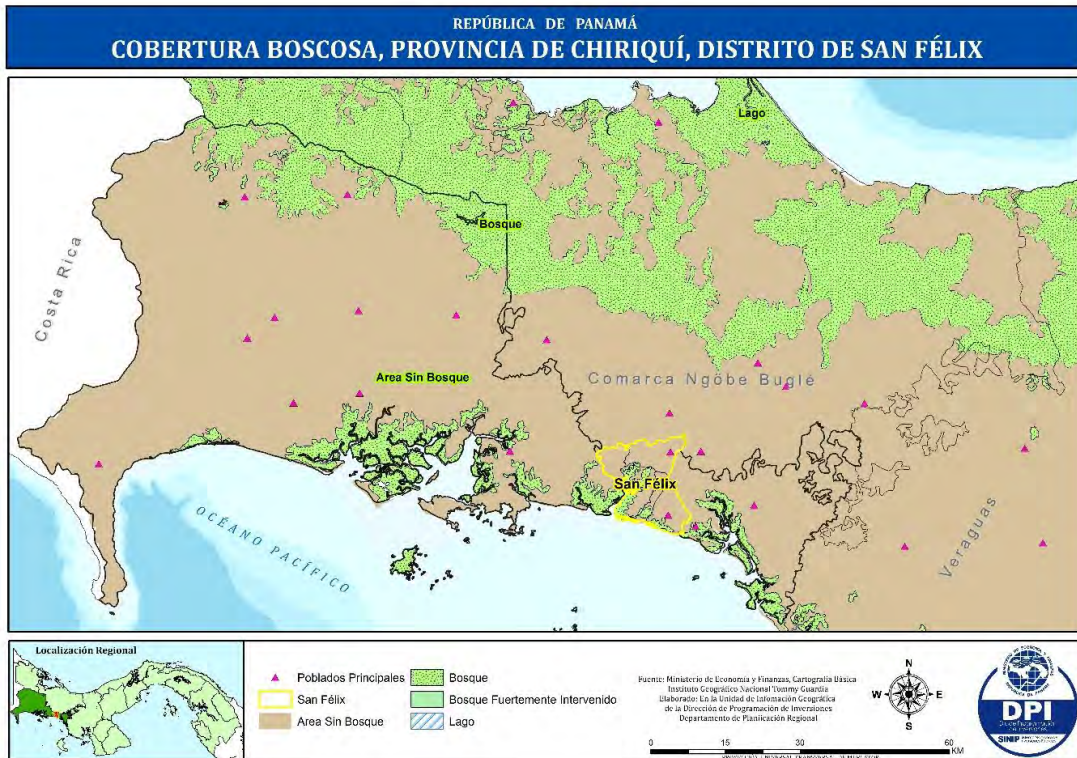 REPÚBLICA DE PANAMÁ
COBERTURA BOSCOSA, PROVINCIA DE CHIRIQUÍ, DISTRITO DE SAN FÉLIX
Lago
Bosque
Costa Rica
Area Sin Bosque
Comarca Ngöbe Buglé
San Félix
OCÉANO PACÍFICO
Veraguas
Localización Regional
Poblados Principales
San Félix
Area Sin Bosque
Bosque
Bosque Fuertemente Intervenido
Lago
Fuente: Ministerio de Economía y Finanzas, Cartografía Básica
Instituto Geográfico Nacional Tommy Guardia
Elaborado: En la Unidad de Infomación Geográfica
de la Dirección de Programación de Inversiones
Departamento de Planificación Regional
N
W
E
S
0 15 30 60
KM
DPI
SINIP